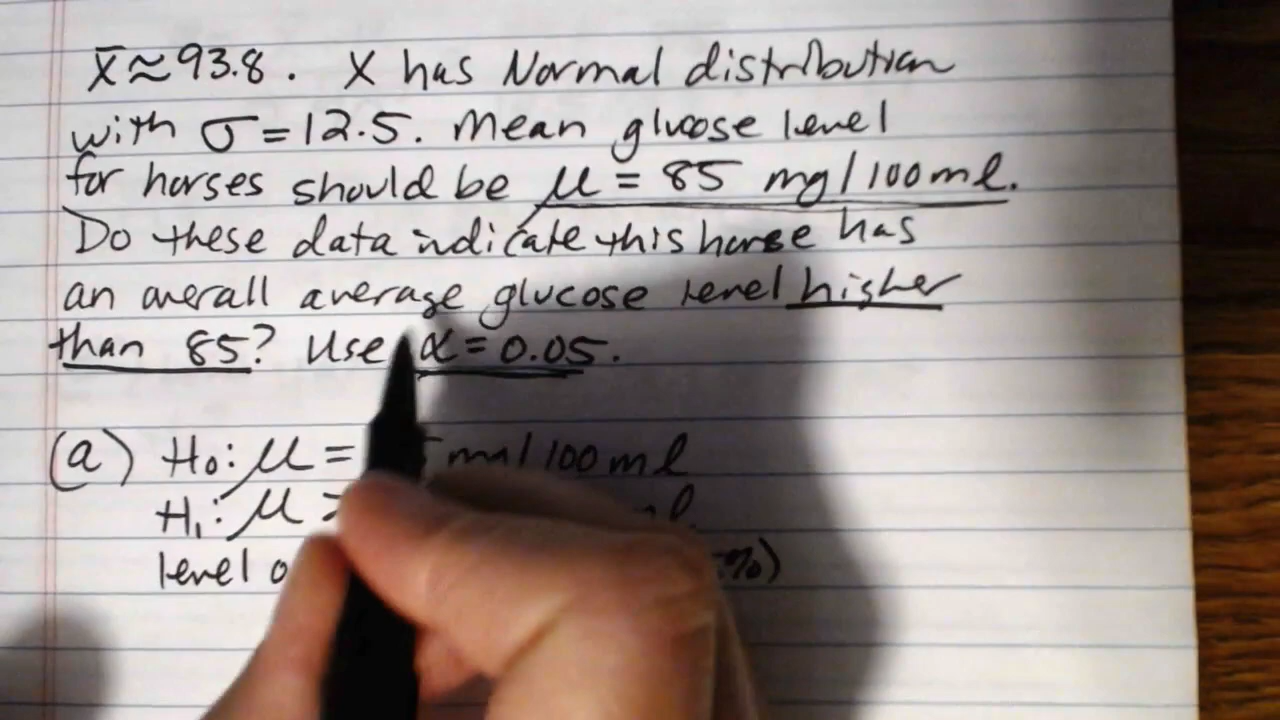 x̄≈93.8. x has Normal distribution
with σ=12.5. Mean glucose level
for horses should be μ = 85 mg/100ml.
Do these data indicate this horse has
an overall average glucose level higher
than 85? Use α=0.05.
(a) H₀: μ = mg/100ml
H₁: μ >
level